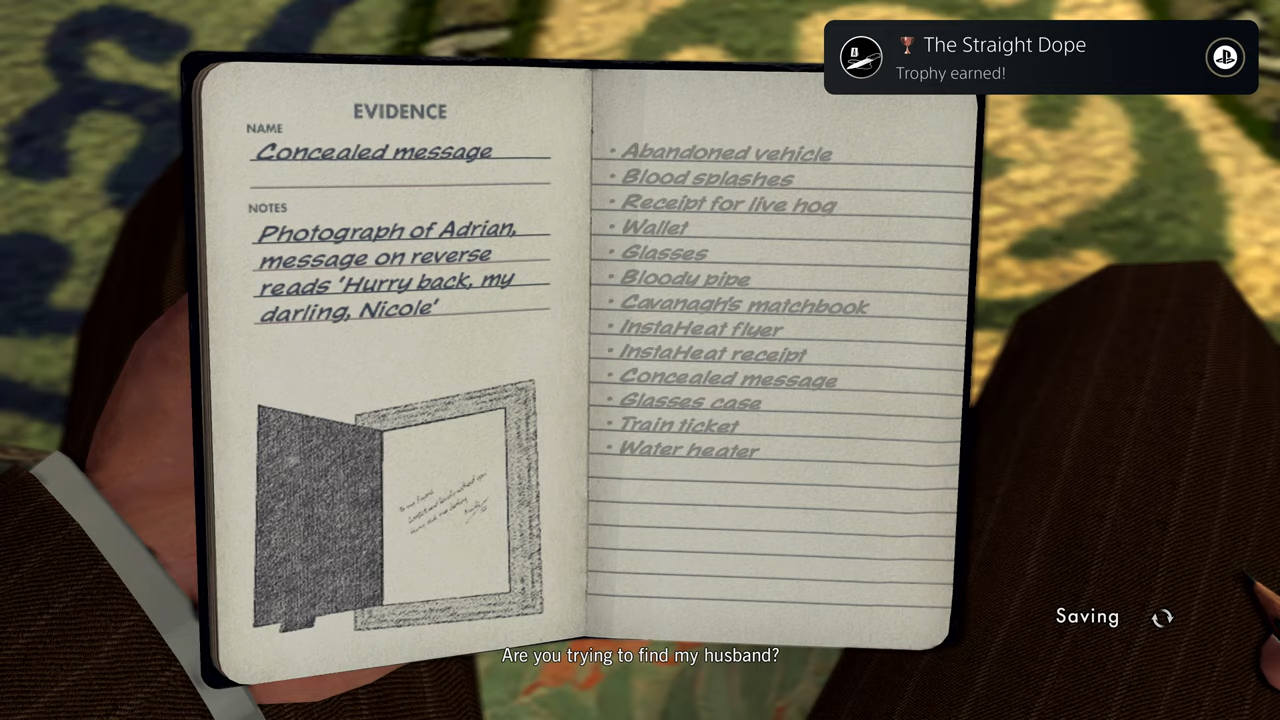 The Straight Dope
Trophy earned!
EVIDENCE
NAME
Concealed message
NOTES
Photograph of Adrian,
message on reverse
reads 'Hurry back, my
darling, Nicole'
• Abandoned vehicle
• Blood splashes
• Receipt for live hog
• Wallet
• Glasses
• Bloody pipe
• Cavanagh's matchbook
• InstaHeat flyer
• InstaHeat receipt
• Concealed message
• Glasses case
• Train ticket
• Water heater
Saving
Are you trying to find my husband?